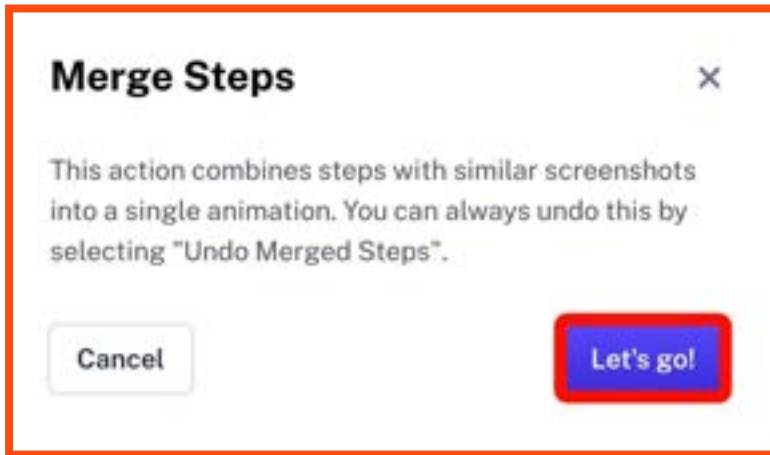 Merge Steps
This action combines steps with similar screenshots
into a single animation. You can always undo this by
selecting "Undo Merged Steps".
Cancel
Let's go!